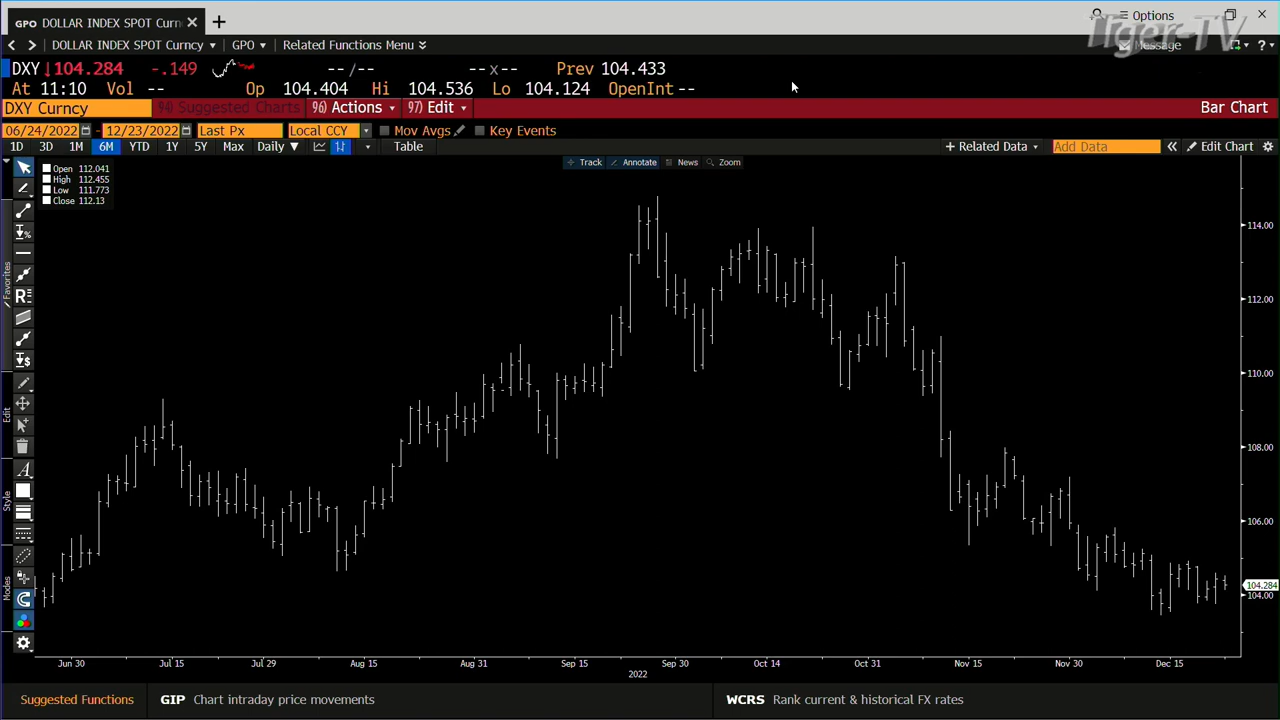 GPO DOLLAR INDEX SPOT Curn
Options
DOLLAR INDEX SPOT Curncy GPO Related Functions Menu
Message
Tiger-TV
DXY 104.284 -.149 -- / -- -- x -- Prev 104.433
At 11:10 Vol -- Op 104.404 Hi 104.536 Lo 104.124 OpenInt --
DXY Curncy 94) Suggested Charts 96) Actions 97) Edit Bar Chart
06/24/2022 12/23/2022 Last Px Local CCY Mov Avgs Key Events
1D 3D 1M 6M YTD 1Y 5Y Max Daily Table + Related Data Add Data Edit Chart
Track Annotate News Zoom
Open 112.041
High 112.455
Low 111.773
Close 112.13
Favorites
Edit
Style
Modes
114.00
112.00
110.00
108.00
106.00
104.284
104.00
Jun 30 Jul 15 Jul 29 Aug 15 Aug 31 Sep 15 Sep 30 Oct 14 Oct 31 Nov 15 Nov 30 Dec 15
2022
Suggested Functions GIP Chart intraday price movements WCRS Rank current & historical FX rates